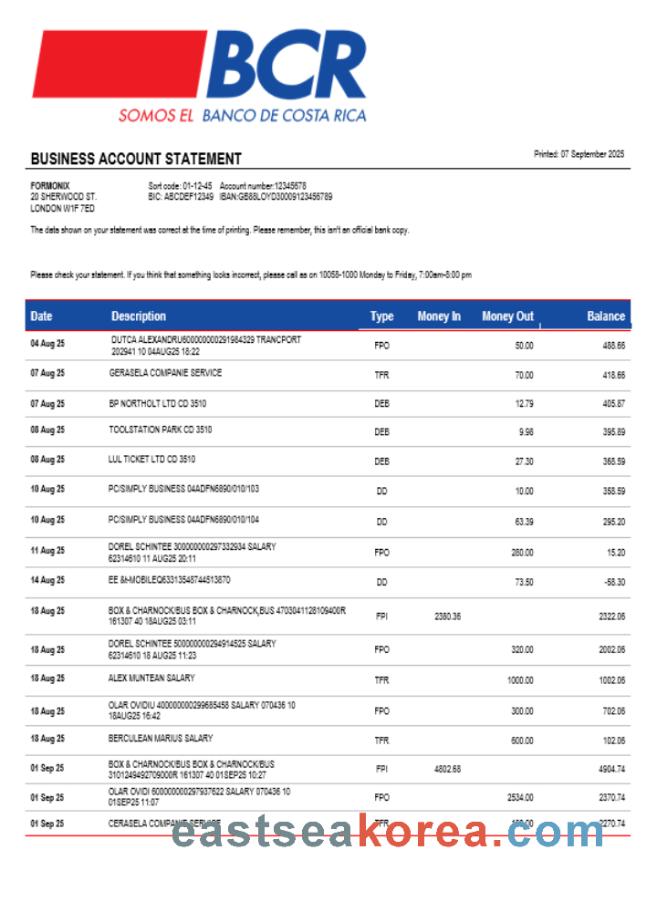 BCR
SOMOS EL BANCO DE COSTA RICA
BUSINESS ACCOUNT STATEMENT
Printed: 07 September 2025
FORMONIX
20 SHERWOOD ST.
LONDON W1F 7ED
Sort code: 01-12-45 Account number:12345678
BIC: ABCDEF12349 IBAN:GB88LOYD30009123456789
The data shown on your statement was correct at the time of printing. Please remember, this isn't an official bank copy.
Please check your statement. If you think that something looks incorrect, please call as on 10058-1000 Monday to Friday, 7:00am-8:00 pm
Date Description Type Money In Money Out Balance
04 Aug 25 DUTCA ALEXANDRU600000000291984329 TRANCPORT FPO 50.00 488.66
202941 10 04AUG25 18:22
07 Aug 25 GERASELA COMPANIE SERVICE TFR 70.00 418.66
07 Aug 25 BP NORTHOLT LTD CD 3510 DEB 12.79 405.87
08 Aug 25 TOOLSTATION PARK CD 3510 DEB 9.98 395.89
08 Aug 25 LUL TICKET LTD CD 3510 DEB 27.30 368.59
10 Aug 25 PC/SIMPLY BUSINESS 04ADFN6890/010/103 DD 10.00 358.59
10 Aug 25 PC/SIMPLY BUSINESS 04ADFN6890/010/104 DD 63.39 295.20
11 Aug 25 DOREL SCHINTEE 300000000297332934 SALARY FPO 280.00 15.20
62314610 11 AUG25 20:11
14 Aug 25 EE &T-MOBILEQ63313548744513870 DD 73.50 -58.30
18 Aug 25 BOX & CHARNOCK/BUS BOX & CHARNOCK,BUS 4703041128109400R FPI 2380.36 2322.06
161307 40 18AUG25 03:11
18 Aug 25 DOREL SCHINTEE 500000000294914525 SALARY FPO 320.00 2002.06
62314610 18 AUG25 11:23
18 Aug 25 ALEX MUNTEAN SALARY TFR 1000.00 1002.06
18 Aug 25 OLAR OVIDIU 400000000299685458 SALARY 070436 10 FPO 300.00 702.06
18AUG25 16:42
18 Aug 25 BERCULEAN MARIUS SALARY TFR 600.00 102.06
01 Sep 25 BOX & CHARNOCK/BUS BOX & CHARNOCK/BUS FPI 4802.68 4904.74
3101249492709000R 161307 40 01SEP25 10:27
01 Sep 25 OLAR OVIDI 600000000297937622 SALARY 070436 10 FPO 2534.00 2370.74
01SEP25 11:07
01 Sep 25 CERASELA COMPANIE SERVICE TFR 2270.74
eastseakorea.com